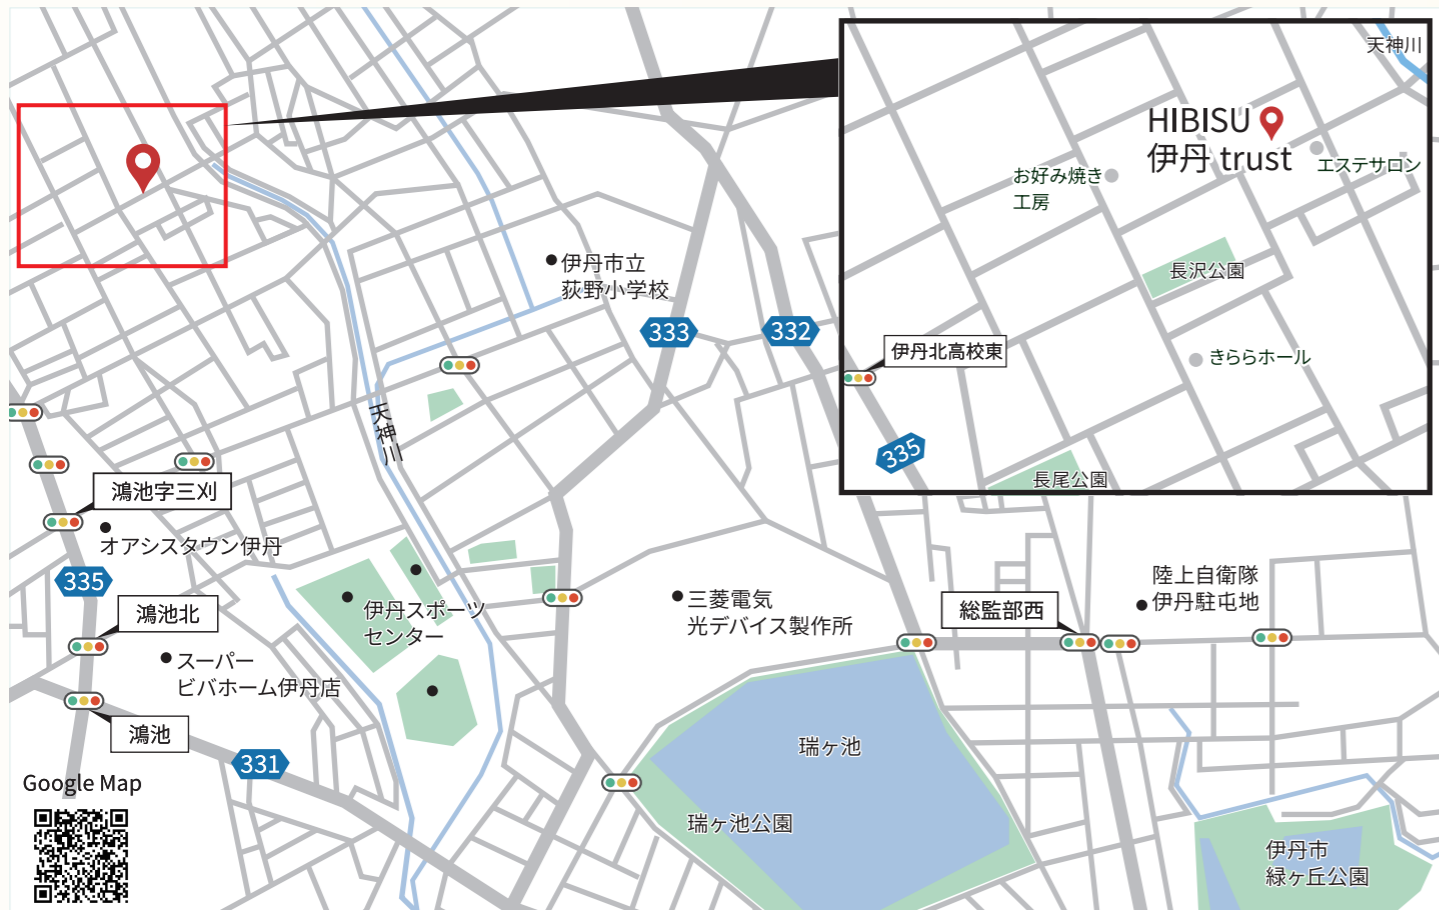 天神川
HIBISU
伊丹 trust
エステサロン
お好み焼き
工房
長沢公園
伊丹北高校東
きららホール
335
長尾公園
伊丹市立
荻野小学校
333
332
天神川
鴻池字三刈
オアシスタウン伊丹
335
鴻池北
スーパー
ビバホーム伊丹店
鴻池
331
伊丹スポーツ
センター
三菱電気
光デバイス製作所
総監部西
陸上自衛隊
伊丹駐屯地
瑞ヶ池
瑞ヶ池公園
伊丹市
緑ヶ丘公園
Google Map